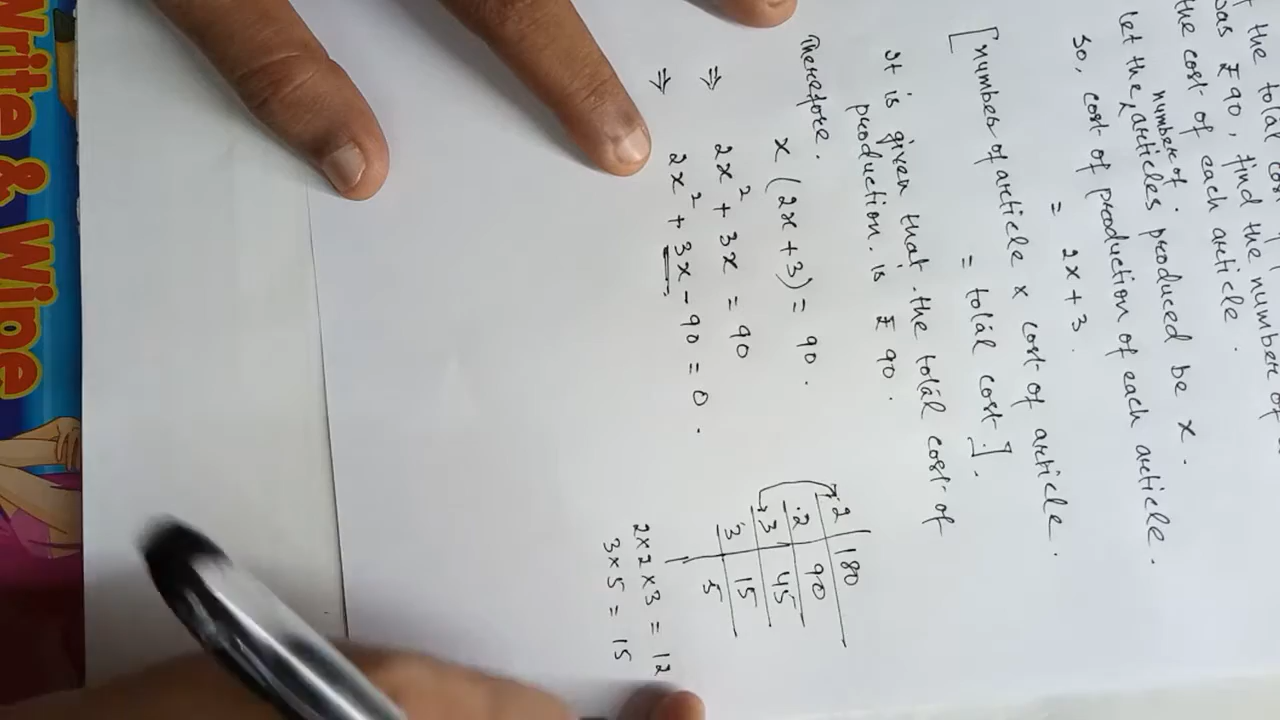 the total
was ₹ 90, find the number of
the cost of each article.
Let the number of articles produced be x.
So, cost of production of each article
= 2x + 3.
[number of article x cost of article
= total cost].
It is given that the total cost of
production is ₹ 90.
Therefore.
x (2x + 3) = 90.
⇒ 2x² + 3x = 90
⇒ 2x² + 3x - 90 = 0.
2 | 180
2 | 90
3 | 45
3 | 15
5
2 x 2 x 3 = 12
3 x 5 = 15
Write & Wipe